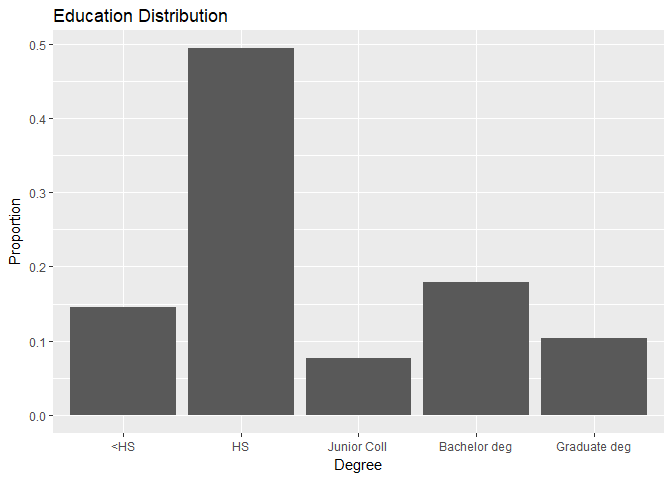 Education Distribution
Proportion
0.5
0.4
0.3
0.2
0.1
0.0
<HS HS Junior Coll Bachelor deg Graduate deg
Degree